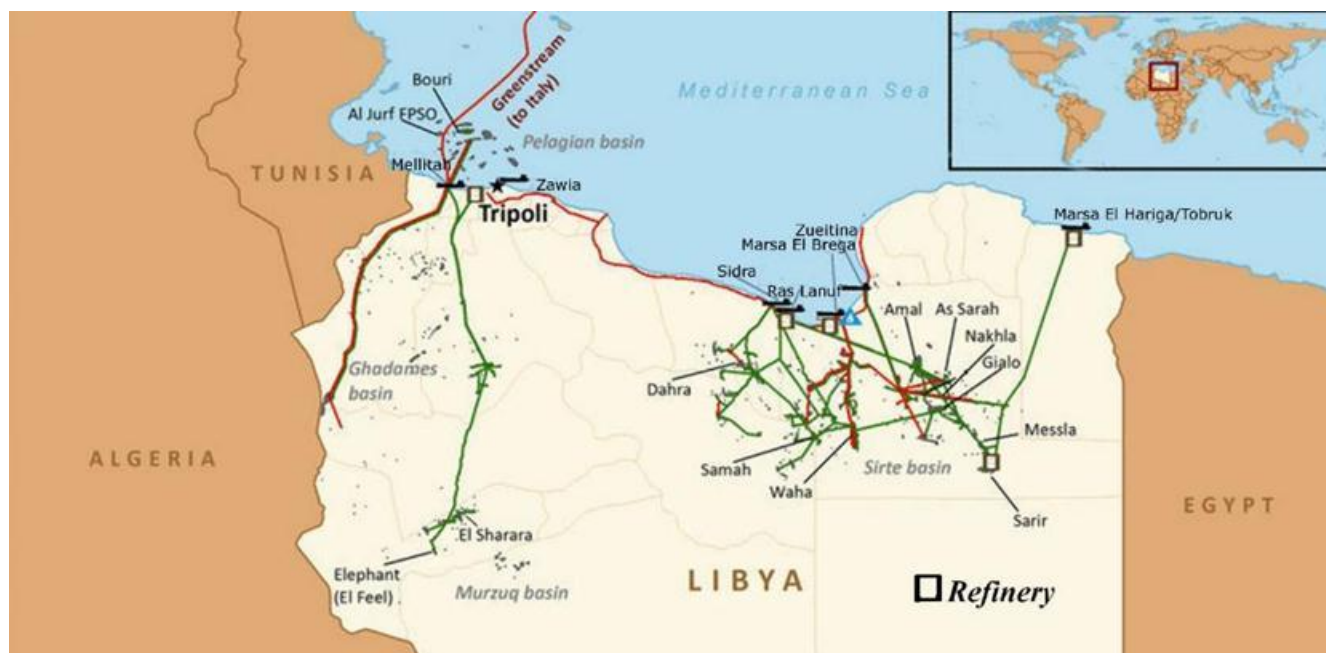 Bouri
Al Jurf FPSO
Greenstream
(to Italy)
Mediterranean Sea
Pelagian basin
TUNISIA
Mellitah
Zawia
Tripoli
Marsa El Hariga/Tobruk
Zueitina
Marsa El Brega
Sidra
Ras Lanuf
Amal
As Sarah
Nakhla
Gialo
Ghadames
basin
Dahra
Messla
ALGERIA
Samah
Sirte basin
Waha
EGYPT
Sarir
El Sharara
Elephant
(El Feel)
Murzuq basin
LIBYA
Refinery